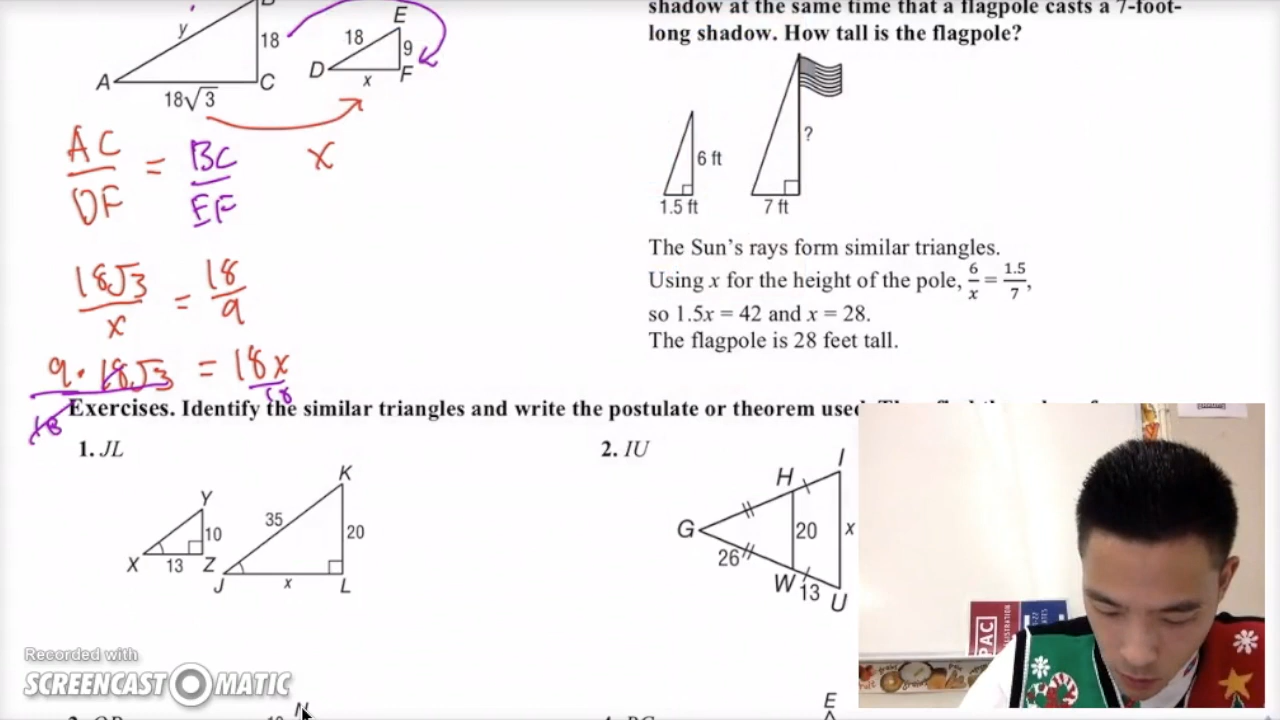 shadow at the same time that a flagpole casts a 7-foot-
long shadow. How tall is the flagpole?
y
18
A
C
18√3
E
18
9
D
F
x
AC/DF = BC/EF
x
18√3/x = 18/9
9 · 18√3 = 18x
18
18
6 ft
1.5 ft
?
7 ft
The Sun's rays form similar triangles.
Using x for the height of the pole, 6/x = 1.5/7,
so 1.5x = 42 and x = 28.
The flagpole is 28 feet tall.
Exercises. Identify the similar triangles and write the postulate or theorem
1. JL
Y
10
X
13
Z
K
35
20
J
x
L
2. IU
I
H
G
20
x
26
W
13
U
E
PAC
Recorded with
SCREENCAST-O-MATIC